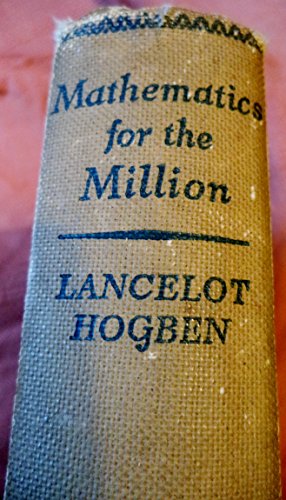 Mathematics
for the
Million
LANCELOT
HOGBEN